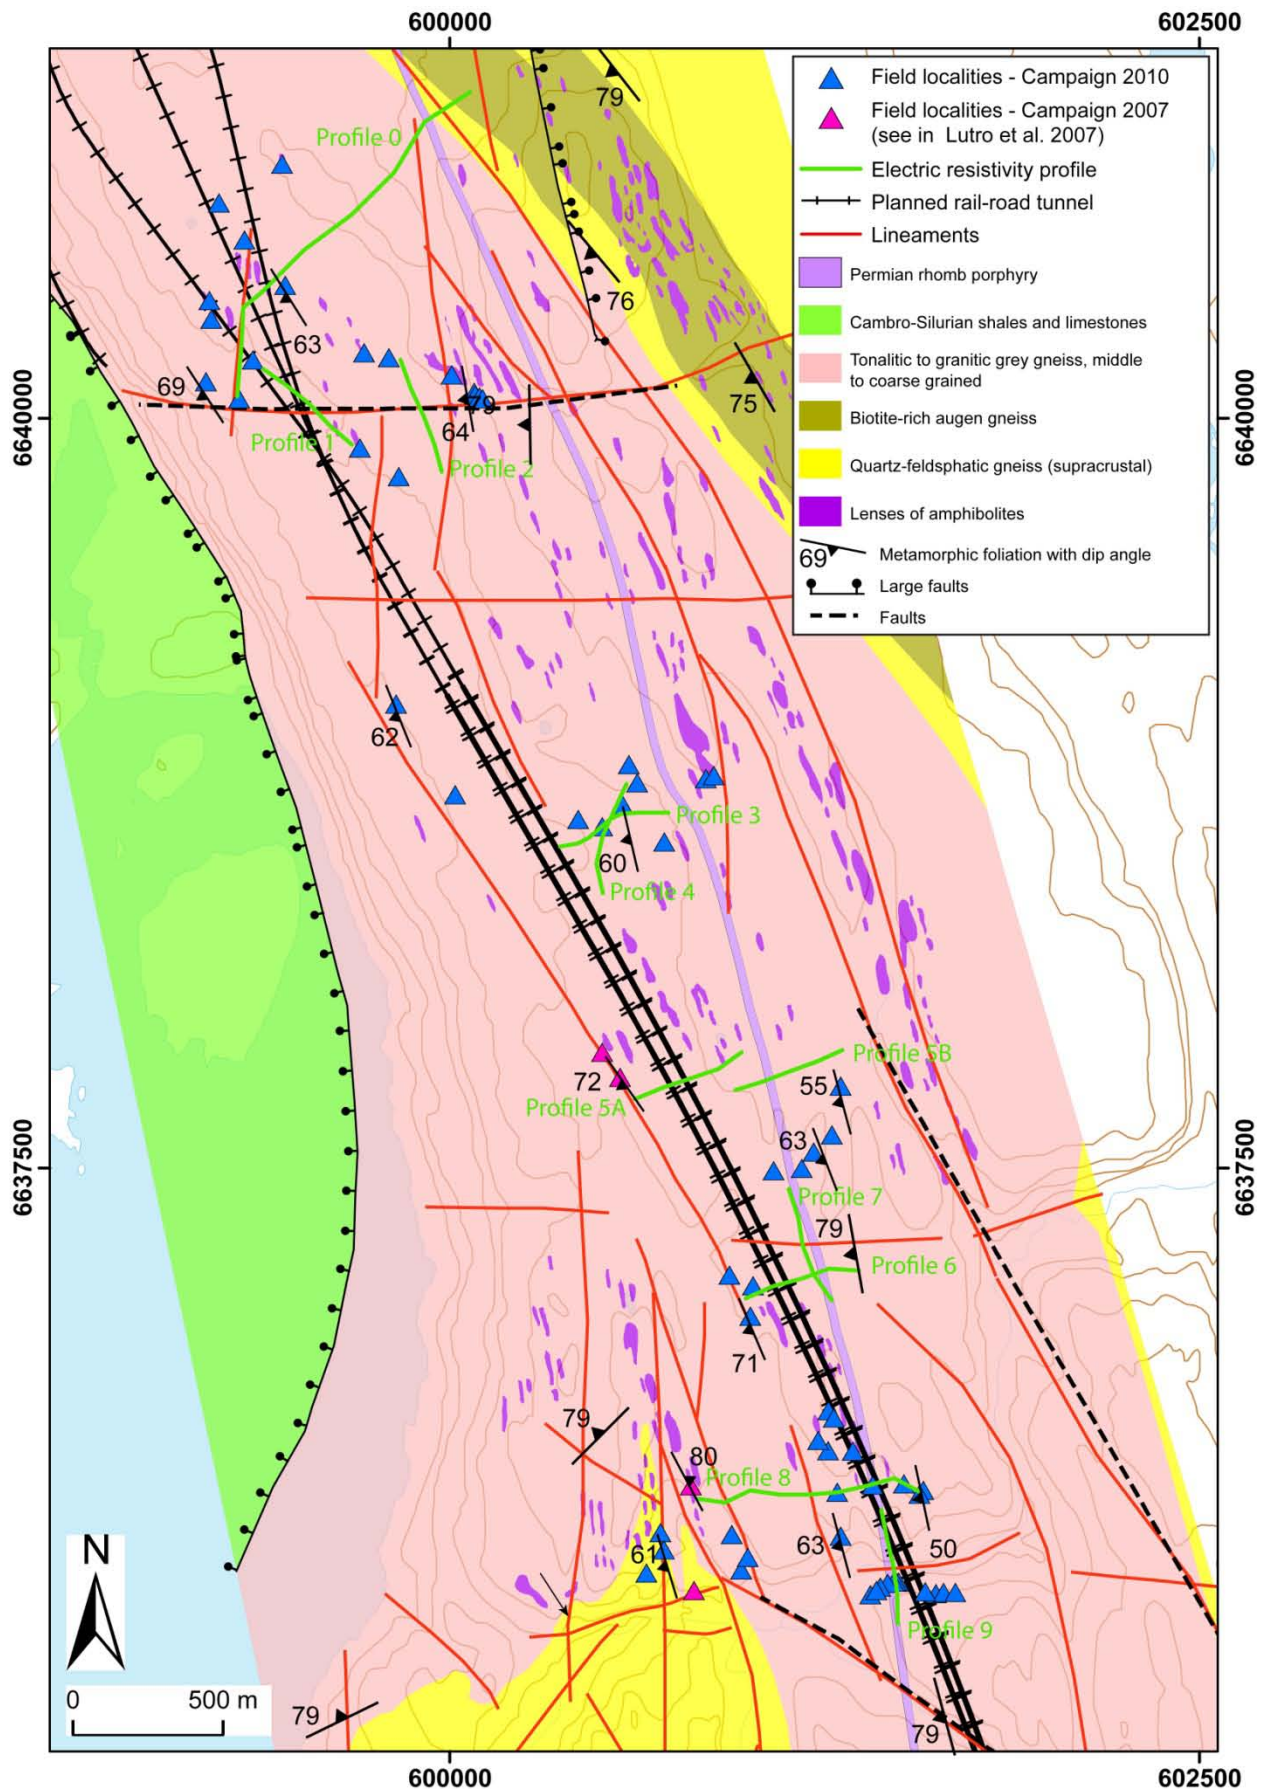 600000
602500
Field localities - Campaign 2010
Field localities - Campaign 2007
(see in Lutro et al. 2007)
Electric resistivity profile
Planned rail-road tunnel
Lineaments
Permian rhomb porphyry
Cambro-Silurian shales and limestones
Tonalitic to granitic grey gneiss, middle
to coarse grained
Biotite-rich augen gneiss
Quartz-feldsphatic gneiss (supracrustal)
Lenses of amphibolites
69
Metamorphic foliation with dip angle
Large faults
Faults
79
Profile 0
76
63
69
75
79
64
6640000
6640000
Profile 1
Profile 2
62
Profile 3
60
Profile 4
Profile 5B
72
55
Profile 5A
63
6637500
6637500
Profile 7
79
Profile 6
71
79
80
Profile 8
61
63
50
N
Profile 9
0
500 m
79
79
600000
602500